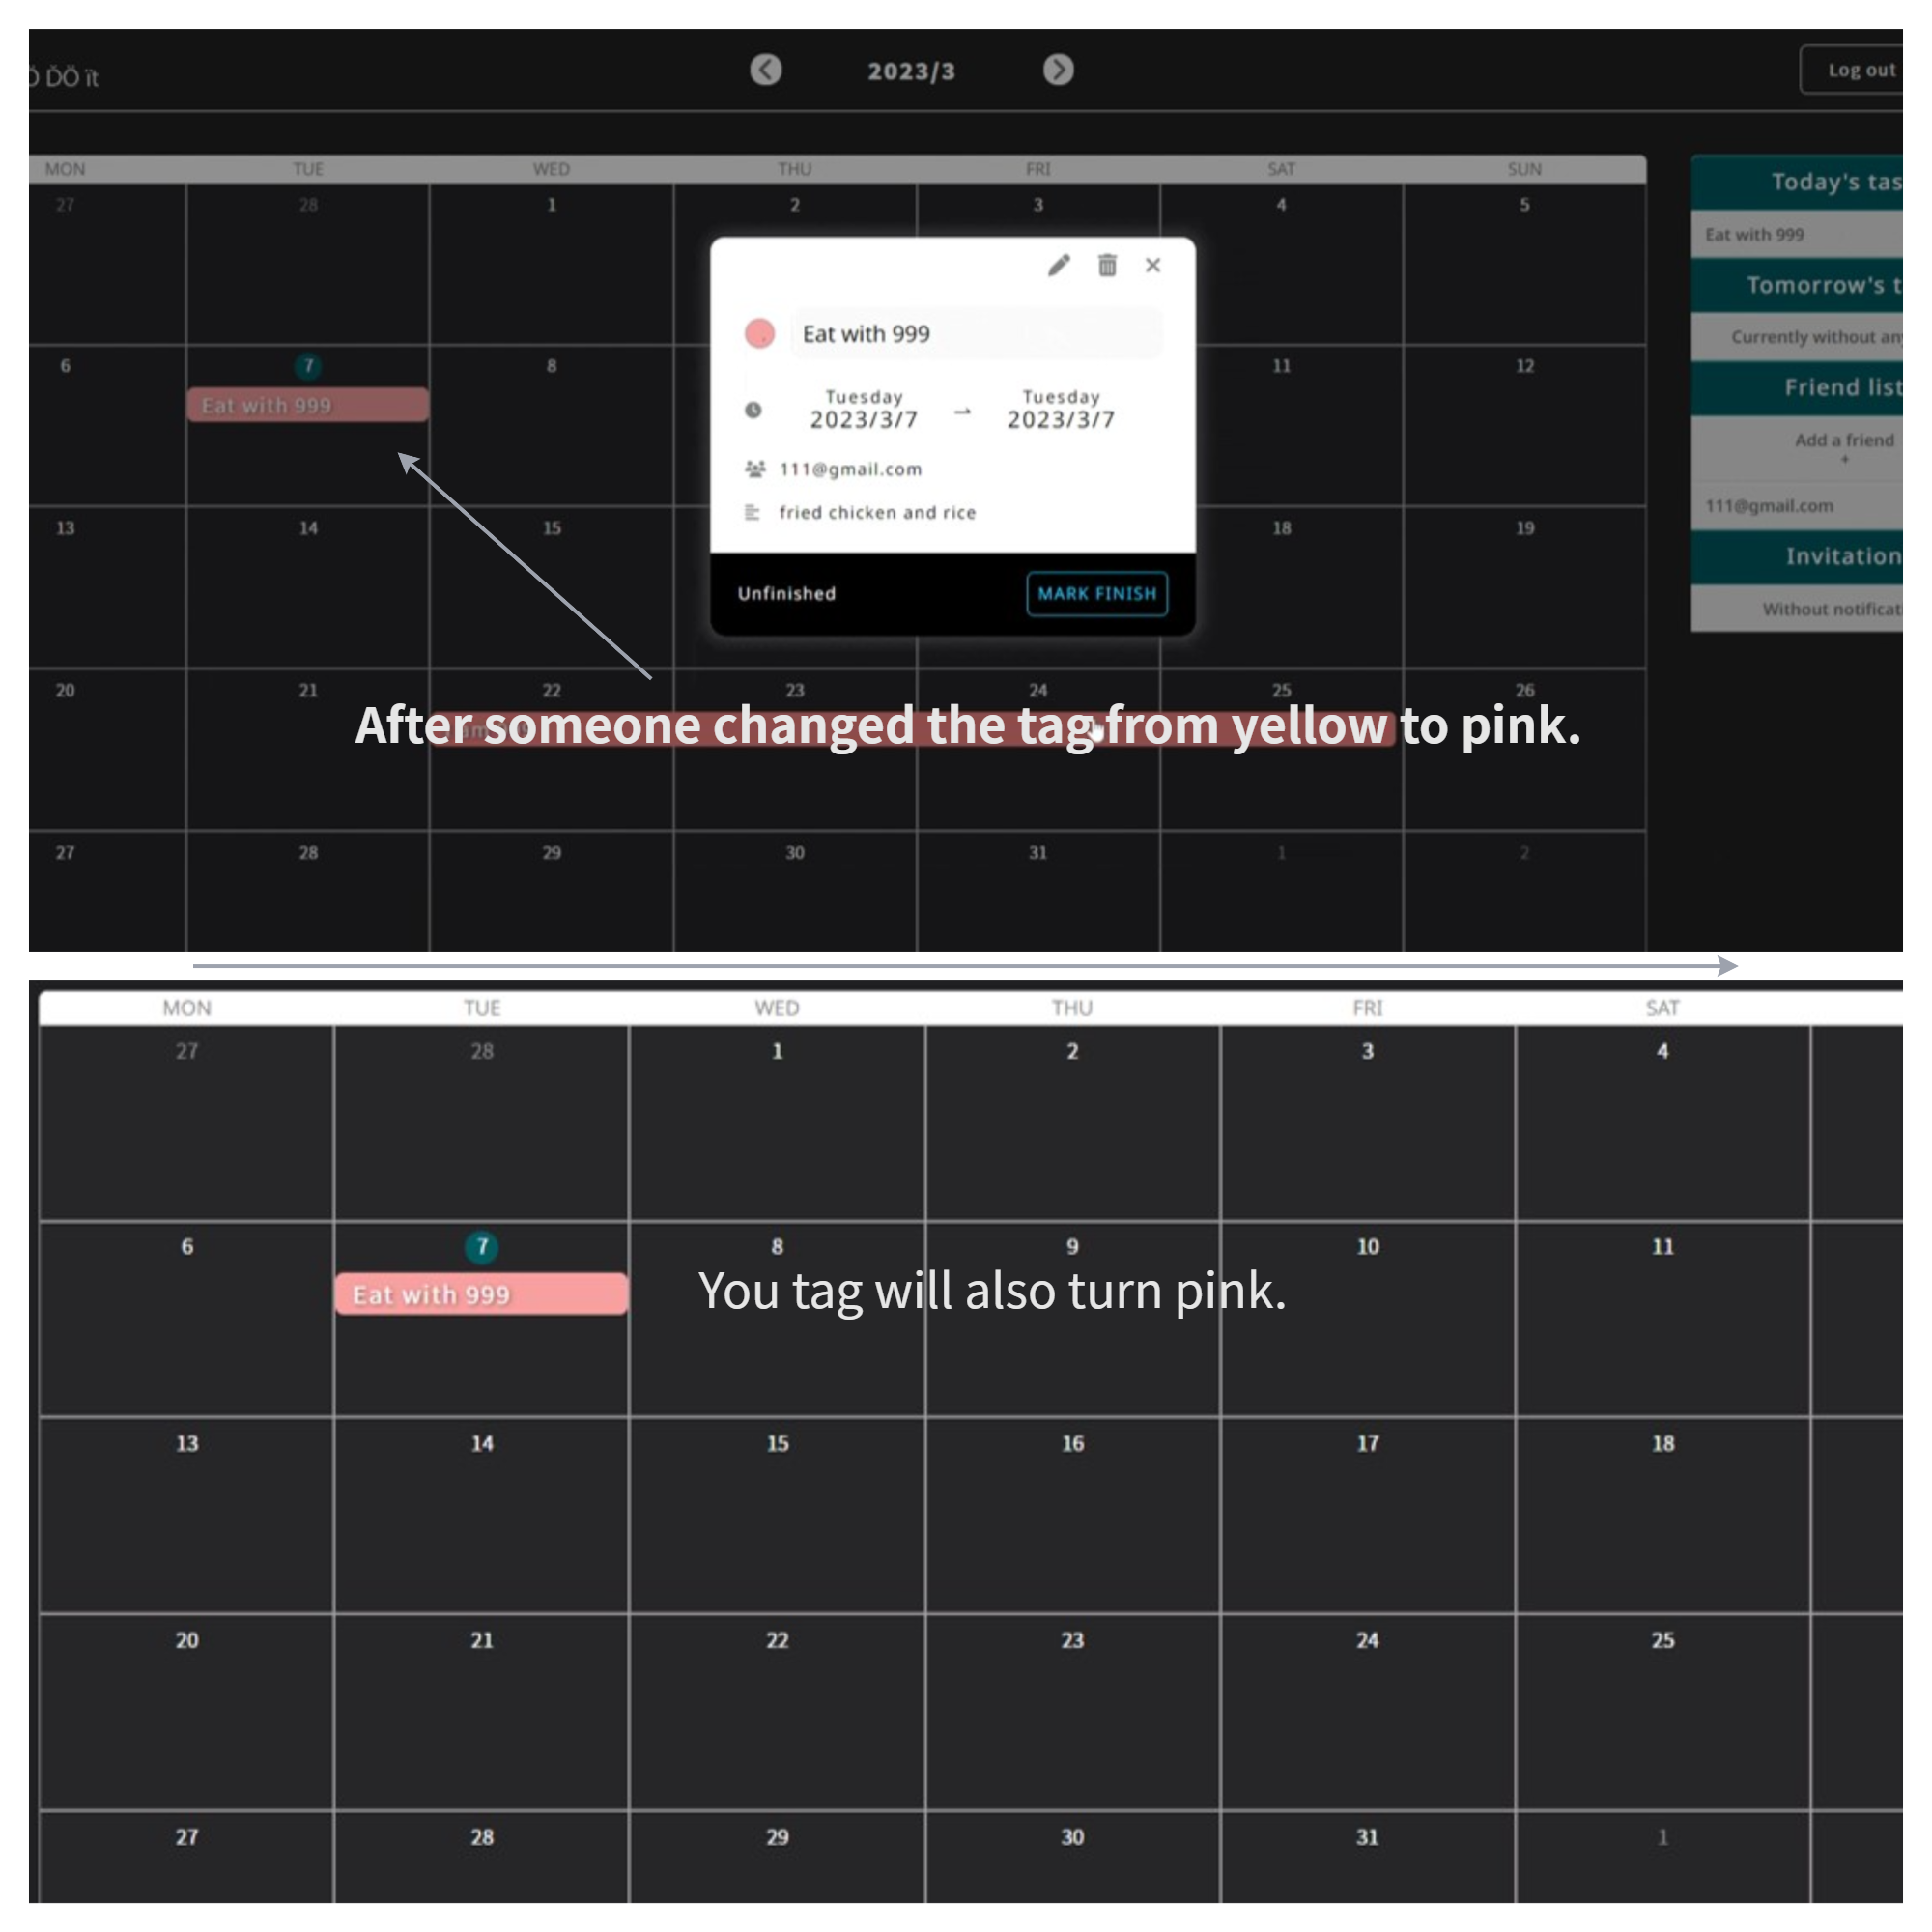 DÖ ït
2023/3
Log out
MON TUE WED THU FRI SAT SUN
27 28 1 2 3 4 5
6 7 8 11 12
Eat with 999
13 14 15 18 19
20 21 22 23 24 25 26
27 28 29 30 31 1 2
Eat with 999
Tuesday Tuesday
2023/3/7 → 2023/3/7
111@gmail.com
fried chicken and rice
Unfinished MARK FINISH
Today's tas
Eat with 999
Tomorrow's t
Currently without an
Friend list
Add a friend
+
111@gmail.com
Invitation
Without notificat
After someone changed the tag from yellow to pink.
MON TUE WED THU FRI SAT
27 28 1 2 3 4
6 7 8 9 10 11
Eat with 999
You tag will also turn pink.
13 14 15 16 17 18
20 21 22 23 24 25
27 28 29 30 31 1